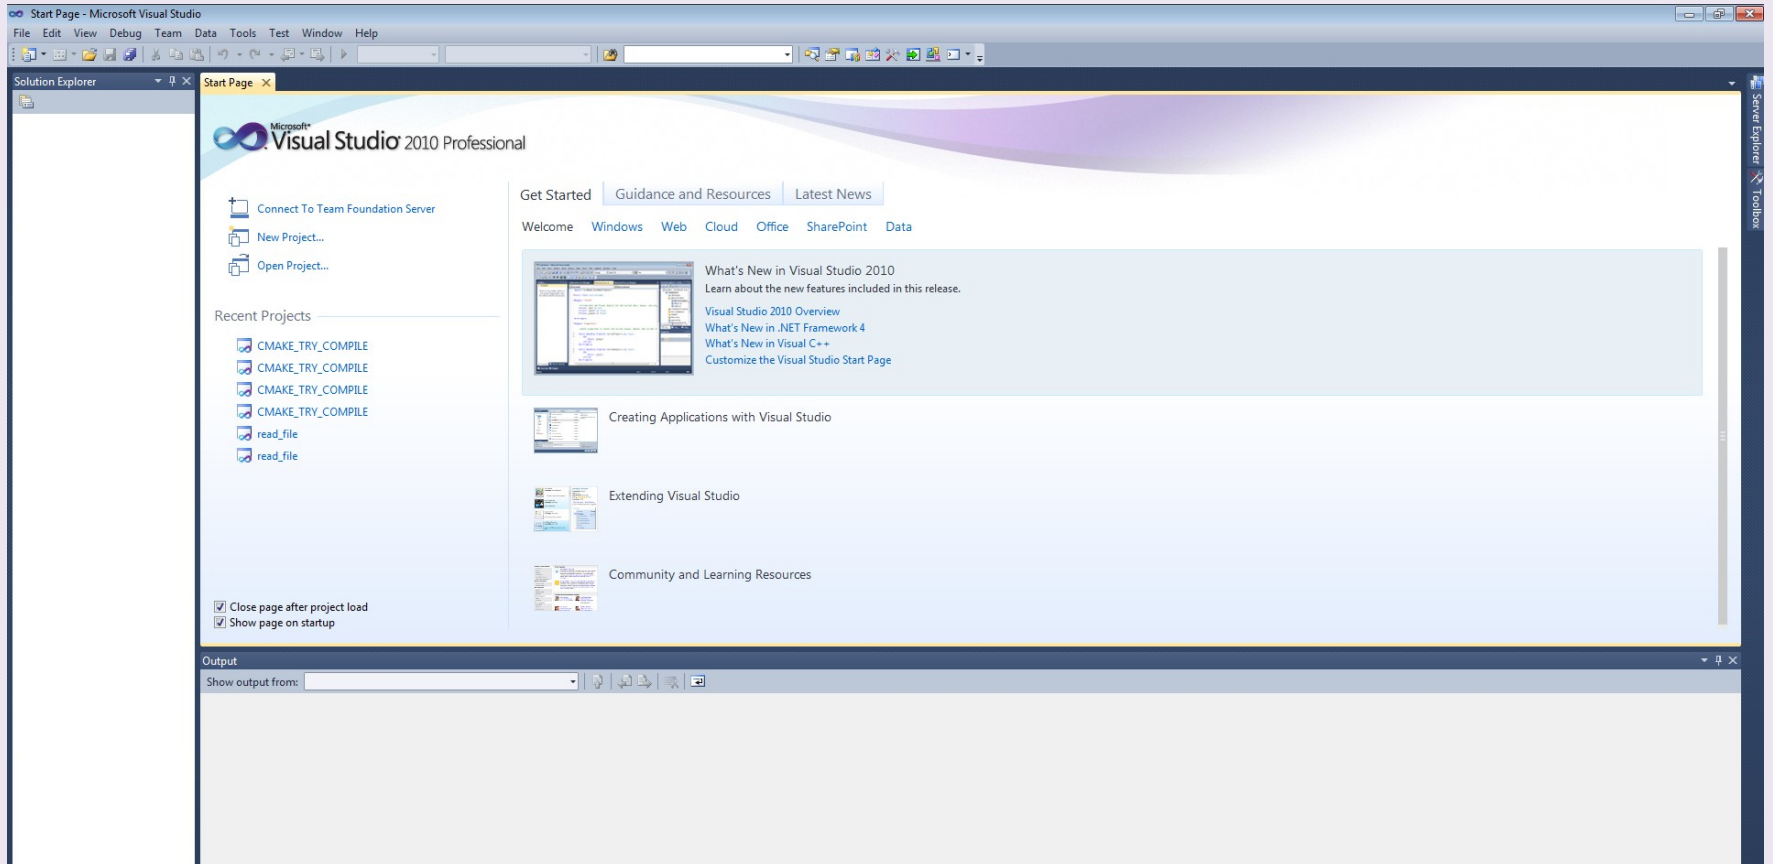 Start Page - Microsoft Visual Studio
File Edit View Debug Team Data Tools Test Window Help
Solution Explorer
Start Page
Microsoft
Visual Studio 2010 Professional
Connect To Team Foundation Server
New Project...
Open Project...
Recent Projects
CMAKE_TRY_COMPILE
CMAKE_TRY_COMPILE
CMAKE_TRY_COMPILE
CMAKE_TRY_COMPILE
read_file
read_file
Close page after project load
Show page on startup
Get Started Guidance and Resources Latest News
Welcome Windows Web Cloud Office SharePoint Data
What's New in Visual Studio 2010
Learn about the new features included in this release.
Visual Studio 2010 Overview
What's New in .NET Framework 4
What's New in Visual C++
Customize the Visual Studio Start Page
Creating Applications with Visual Studio
Extending Visual Studio
Community and Learning Resources
Server Explorer
Toolbox
Output
Show output from: